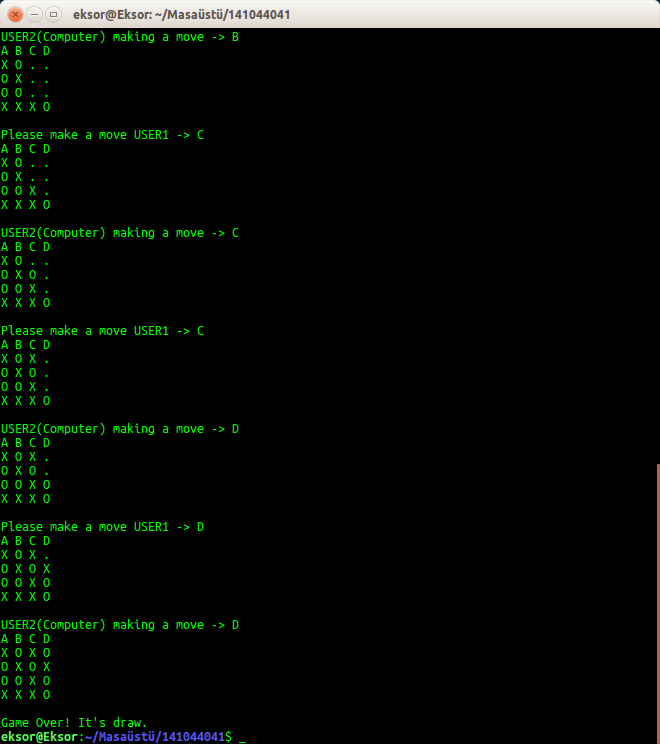 eksor@Eksor: ~/Masaüstü/141044041
USER2(Computer) making a move -> B
A B C D
X O . .
O X . .
O O . .
X X X O
Please make a move USER1 -> C
A B C D
X O . .
O X . .
O O X .
X X X O
USER2(Computer) making a move -> C
A B C D
X O . .
O X O .
O O X .
X X X O
Please make a move USER1 -> C
A B C D
X O X .
O X O .
O O X .
X X X O
USER2(Computer) making a move -> D
A B C D
X O X .
O X O .
O O X O
X X X O
Please make a move USER1 -> D
A B C D
X O X .
O X O X
O O X O
X X X O
USER2(Computer) making a move -> D
A B C D
X O X O
O X O X
O O X O
X X X O
Game Over! It's draw.
eksor@Eksor:~/Masaüstü/141044041$ _